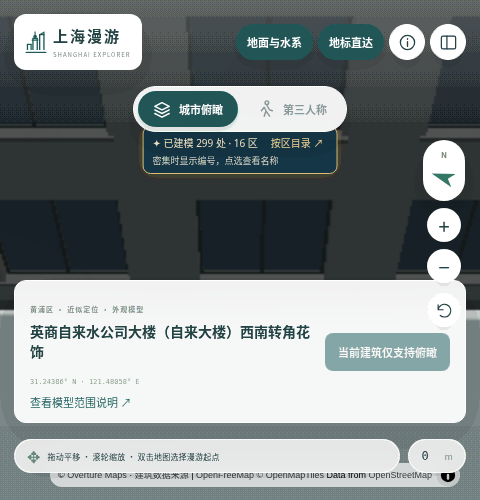 上海漫游
SHANGHAI EXPLORER
地面与水系
地标直达
城市俯瞰
第三人称
✦ 已建模 299 处 · 16 区 按区目录 ↗
密集时显示编号，点选查看名称
N
+
−
黄浦区 · 近似定位 · 外观模型
英商自来水公司大楼（自来大楼）西南转角花
饰
当前建筑仅支持俯瞰
31.24386° N · 121.48058° E
查看模型范围说明 ↗
拖动平移 · 滚轮缩放 · 双击地图选择漫游起点
0 m
© Overture Maps · 建筑数据来源 | OpenFreeMap © OpenMapTiles Data from OpenStreetMap